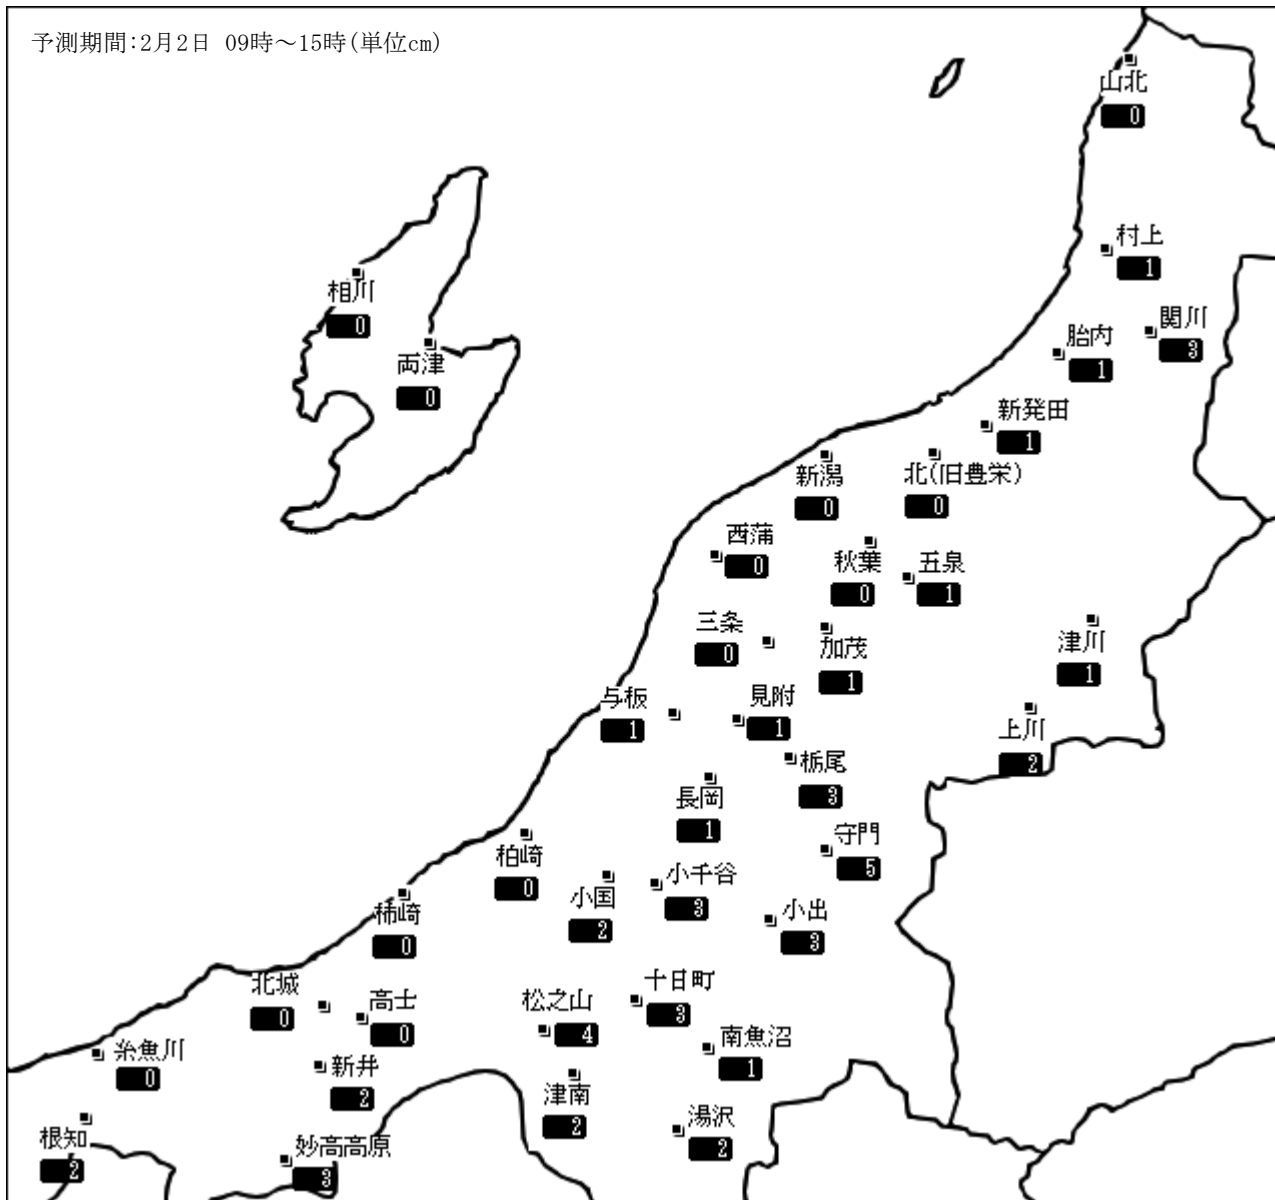 予測期間:2月2日 09時～15時(単位cm)
山北
0
村上
1
相川
0
関川
3
胎内
1
両津
0
新発田
1
新潟
0
北(旧豊栄)
0
西蒲
0
秋葉
0
五泉
1
三条
0
加茂
1
津川
1
与板
1
見附
1
上川
2
栃尾
3
長岡
1
守門
5
柏崎
0
小国
2
小千谷
3
小出
3
柿崎
0
北城
0
高士
0
松之山
4
十日町
3
南魚沼
1
糸魚川
0
新井
2
津南
2
湯沢
2
根知
2
妙高高原
3